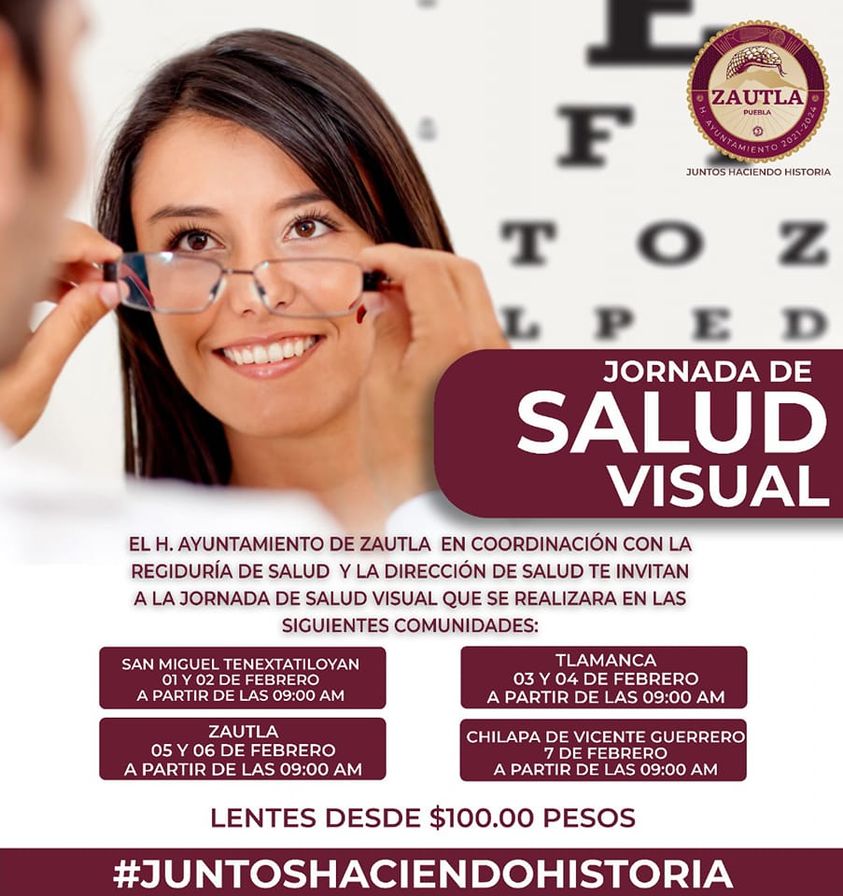 E
F
T O Z
L P E D
ZAUTLA
PUEBLA
H. AYUNTAMIENTO 2021-2024
JUNTOS HACIENDO HISTORIA
JORNADA DE
SALUD
VISUAL
EL H. AYUNTAMIENTO DE ZAUTLA EN COORDINACIÓN CON LA
REGIDURÍA DE SALUD Y LA DIRECCIÓN DE SALUD TE INVITAN
A LA JORNADA DE SALUD VISUAL QUE SE REALIZARA EN LAS
SIGUIENTES COMUNIDADES:
SAN MIGUEL TENEXTATILOYAN
01 Y 02 DE FEBRERO
A PARTIR DE LAS 09:00 AM
TLAMANCA
03 Y 04 DE FEBRERO
A PARTIR DE LAS 09:00 AM
ZAUTLA
05 Y 06 DE FEBRERO
A PARTIR DE LAS 09:00 AM
CHILAPA DE VICENTE GUERRERO
7 DE FEBRERO
A PARTIR DE LAS 09:00 AM
LENTES DESDE $100.00 PESOS
#JUNTOSHACIENDOHISTORIA